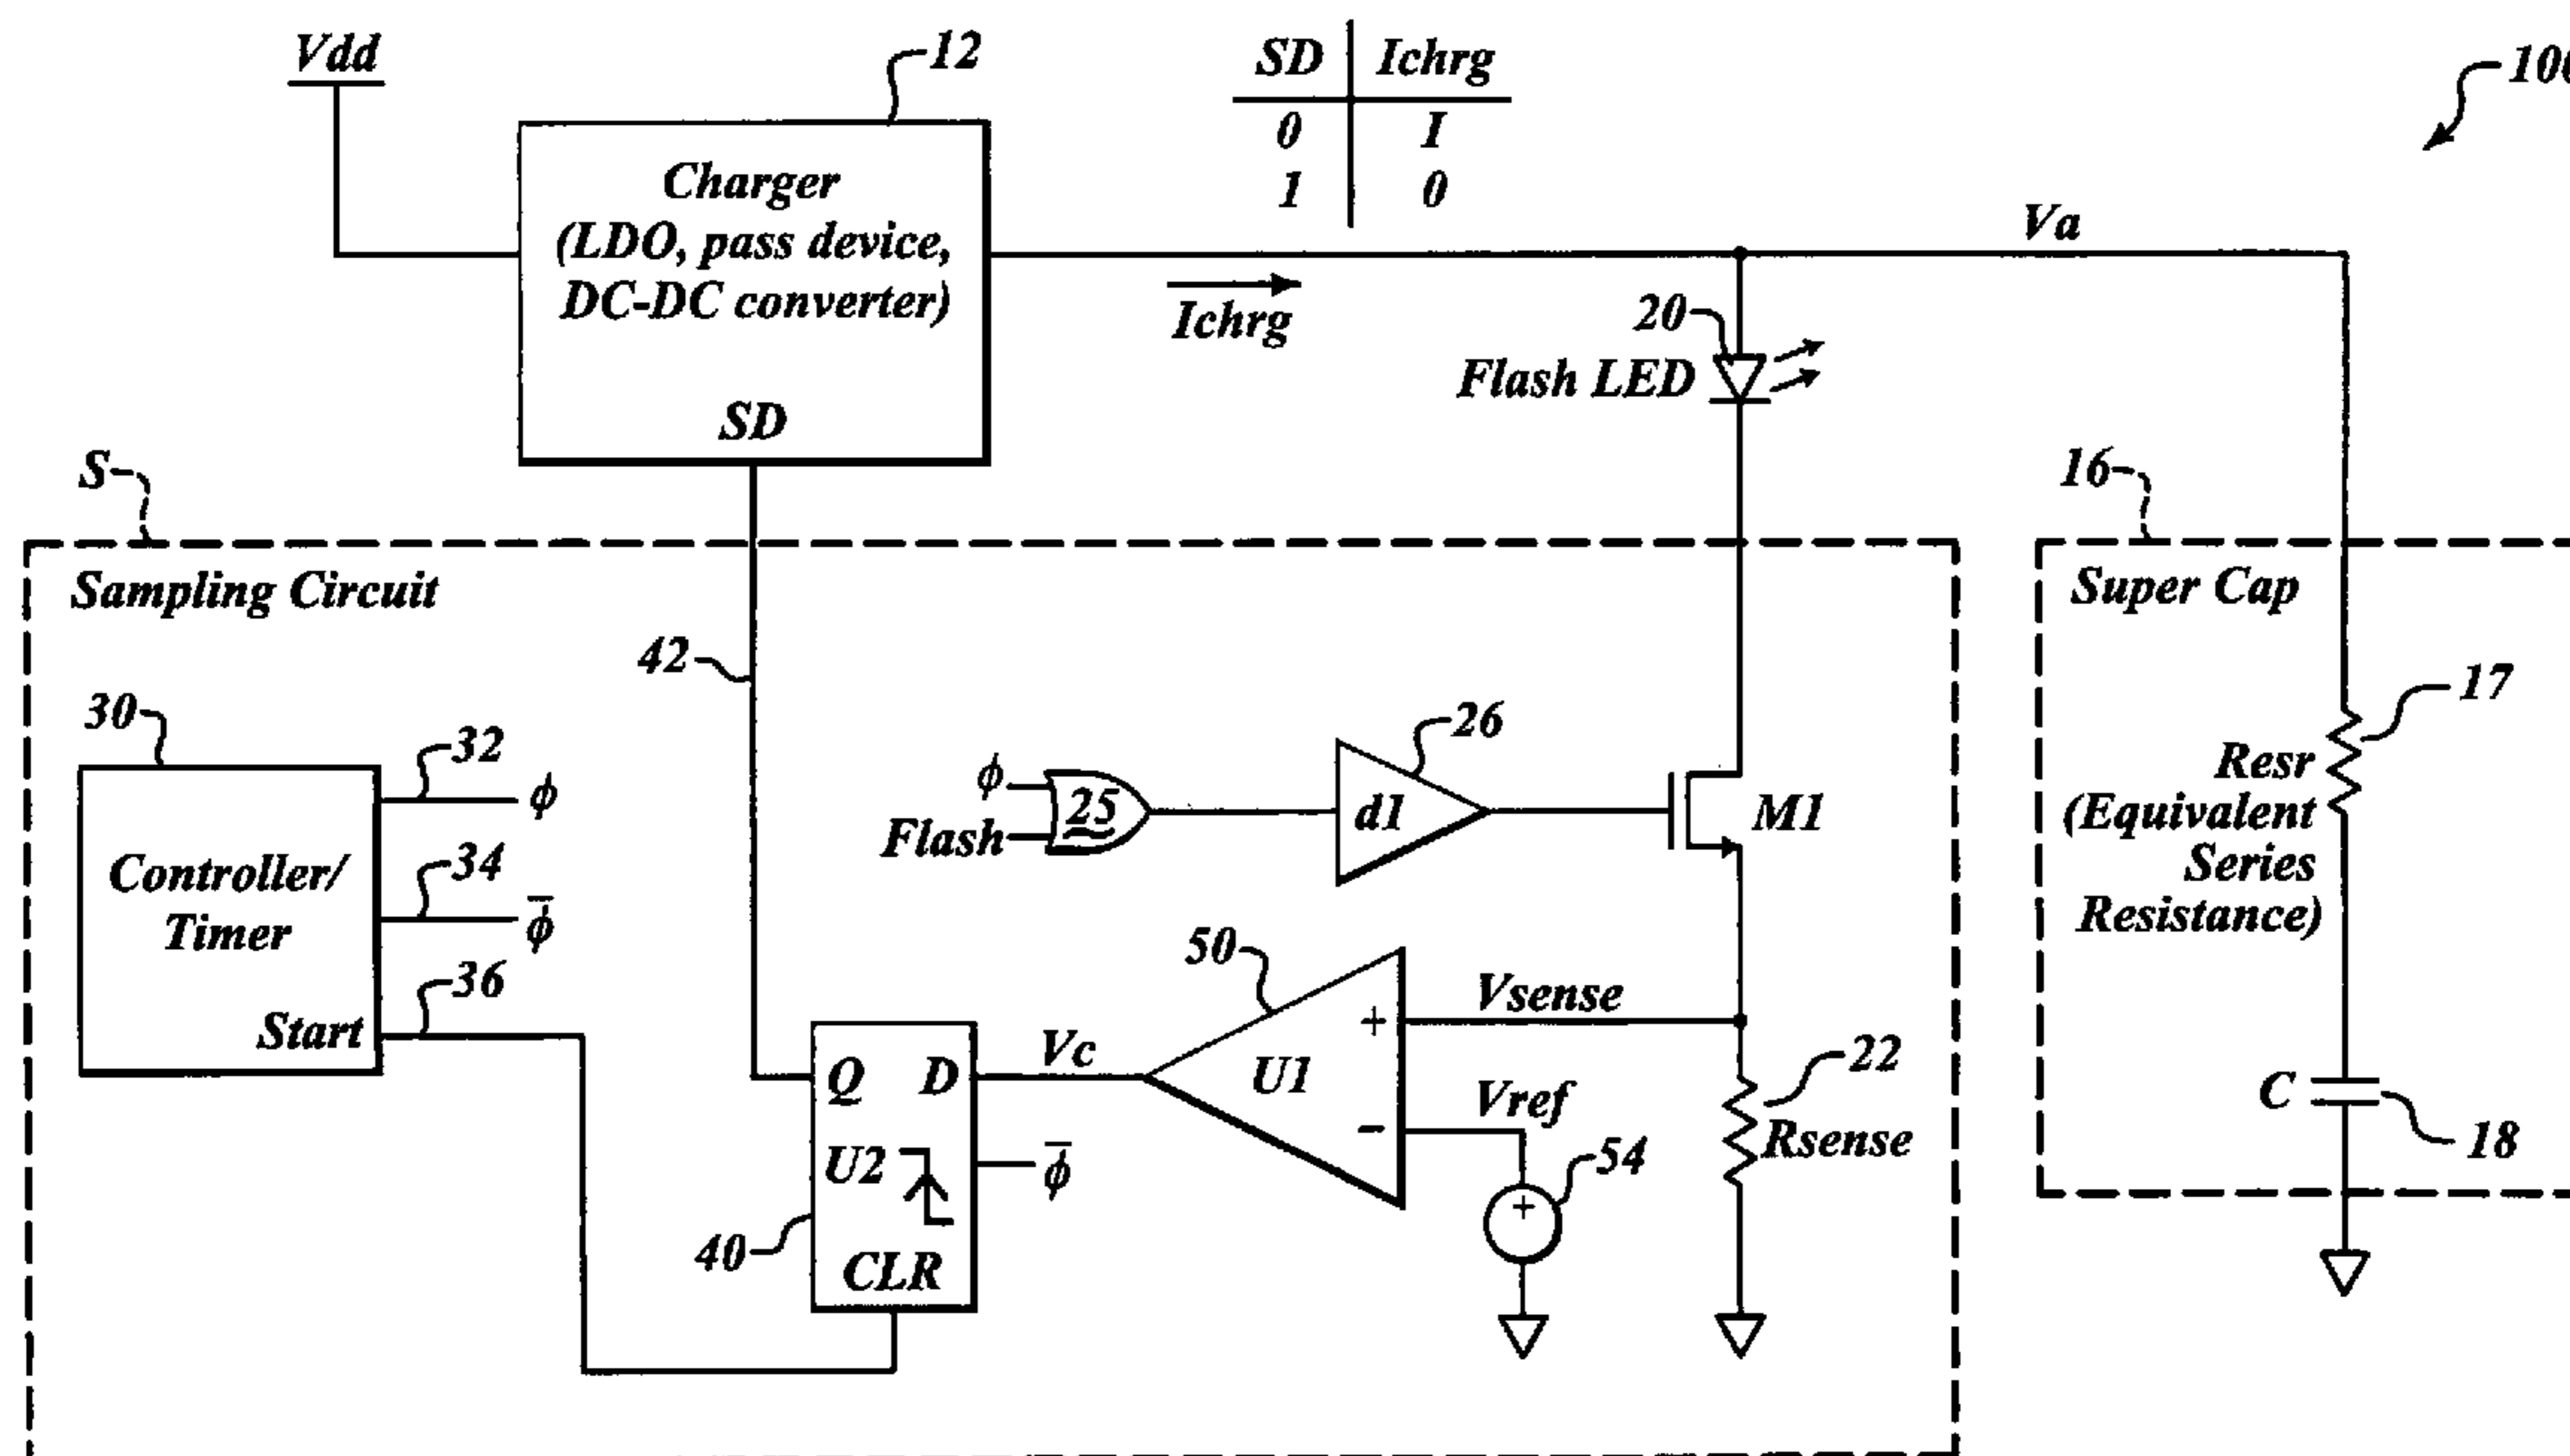 Vdd
12
SD Ichrg
0 I
1 0
Charger
(LDO, pass device,
DC-DC converter)
SD
Ichrg
Va
20
Flash LED
S
Sampling Circuit
16
Super Cap
42
17
Resr
(Equivalent
Series
Resistance)
C
18
30
Controller/
Timer
Start
32
ϕ
34
ϕ̅
36
ϕ
Flash
25
26
d1
M1
50
U1
+
-
Vsense
Vref
+
54
22
Rsense
Vc
Q D
U2
ϕ̅
40
CLR